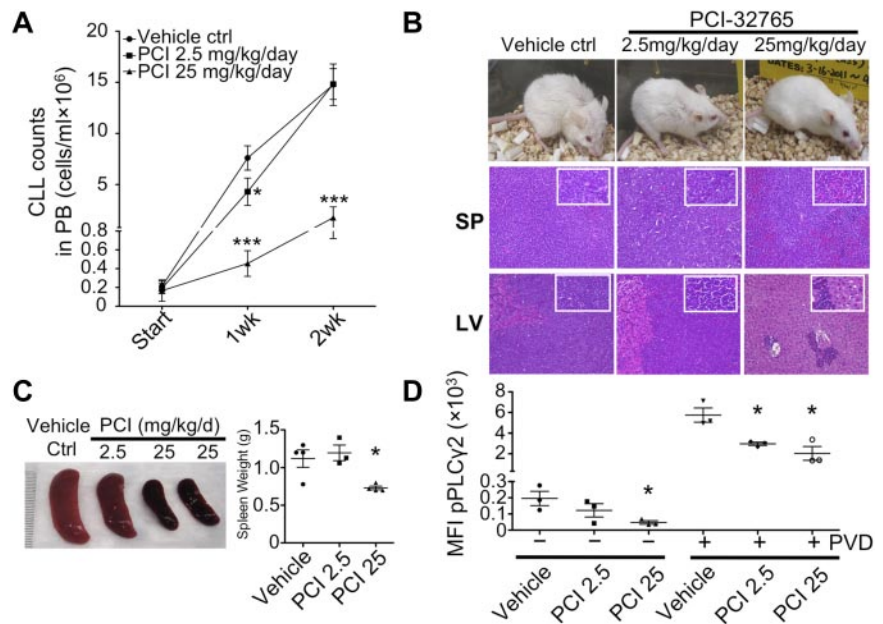 A
Vehicle ctrl
PCI 2.5 mg/kg/day
PCI 25 mg/kg/day
CLL counts
in PB (cells/ml×10⁶)
20
15
10
5
0.8
0.6
0.4
0.2
0
*
***
***
Start
1wk
2wk
B
PCI-32765
Vehicle ctrl
2.5mg/kg/day
25mg/kg/day
DATES: 3-16-2011 ~
SP
LV
C
Vehicle
Ctrl
PCI (mg/kg/d)
2.5
25
25
Spleen Weight (g)
1.5
1.0
0.5
0.0
*
Vehicle
PCI 2.5
PCI 25
D
MFI pPLCγ2 (×10³)
8
6
4
2
0.2
0.1
0
*
*
*
− − − + + + PVD
Vehicle
PCI 2.5
PCI 25
Vehicle
PCI 2.5
PCI 25